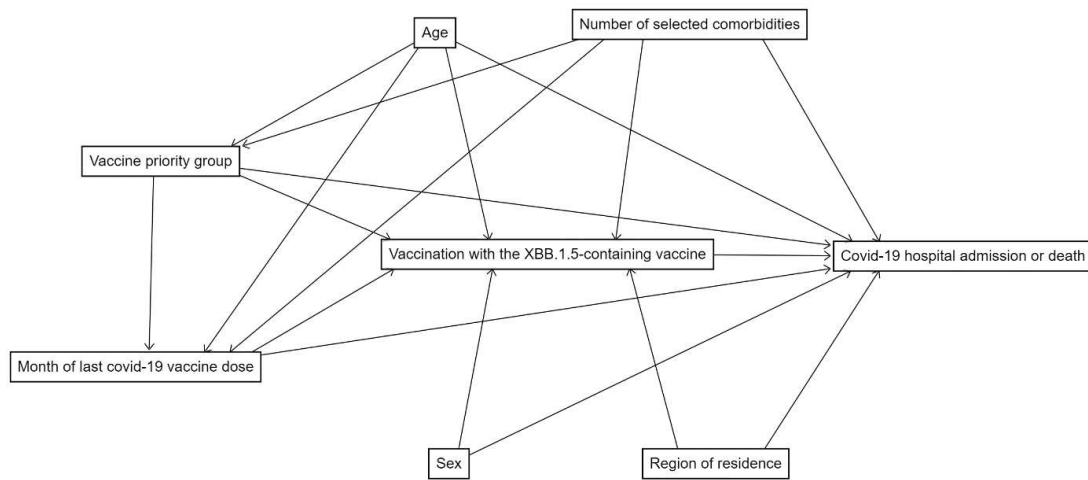 Number of selected comorbidities
Age
Vaccine priority group
Vaccination with the XBB.1.5-containing vaccine
Covid-19 hospital admission or death
Month of last covid-19 vaccine dose
Sex
Region of residence